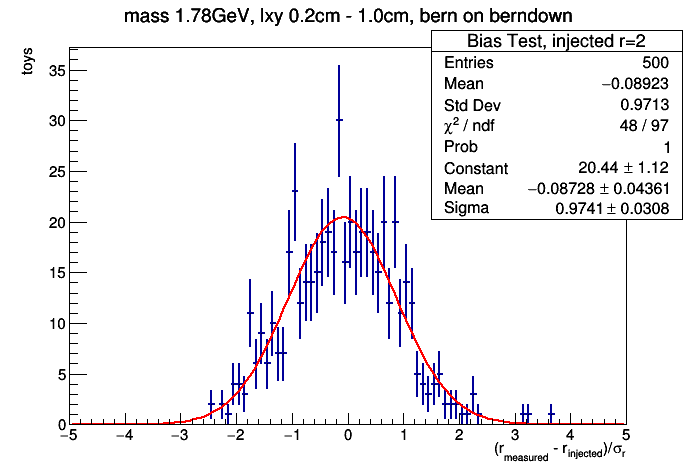 mass 1.78GeV, lxy 0.2cm - 1.0cm, bern on berndown
toys
Bias Test, injected r=2
Entries 500
Mean −0.08923
Std Dev 0.9713
χ² / ndf 48 / 97
Prob 1
Constant 20.44 ± 1.12
Mean −0.08728 ± 0.04361
Sigma 0.9741 ± 0.0308
35
30
25
20
15
10
5
0
−5 −4 −3 −2 −1 0 1 2 3 4 5
(r_measured - r_injected)/σ_r